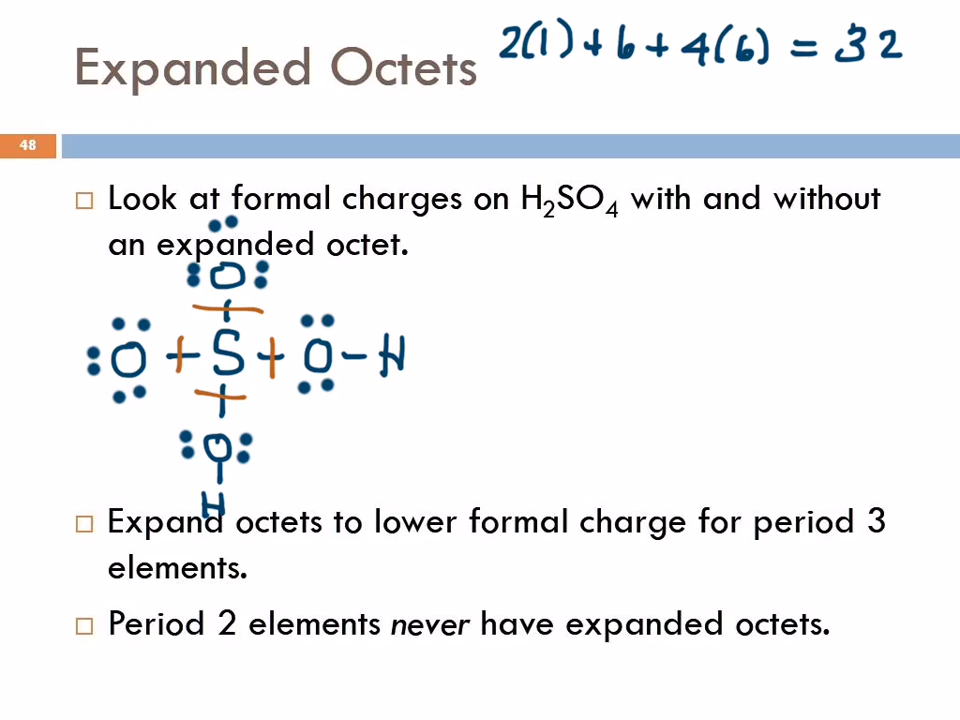 Expanded Octets
2(1)+6+4(6) = 32
48
Look at formal charges on H₂SO₄ with and without
an expanded octet.
O
O S O H
O
H
Expand octets to lower formal charge for period 3
elements.
Period 2 elements never have expanded octets.